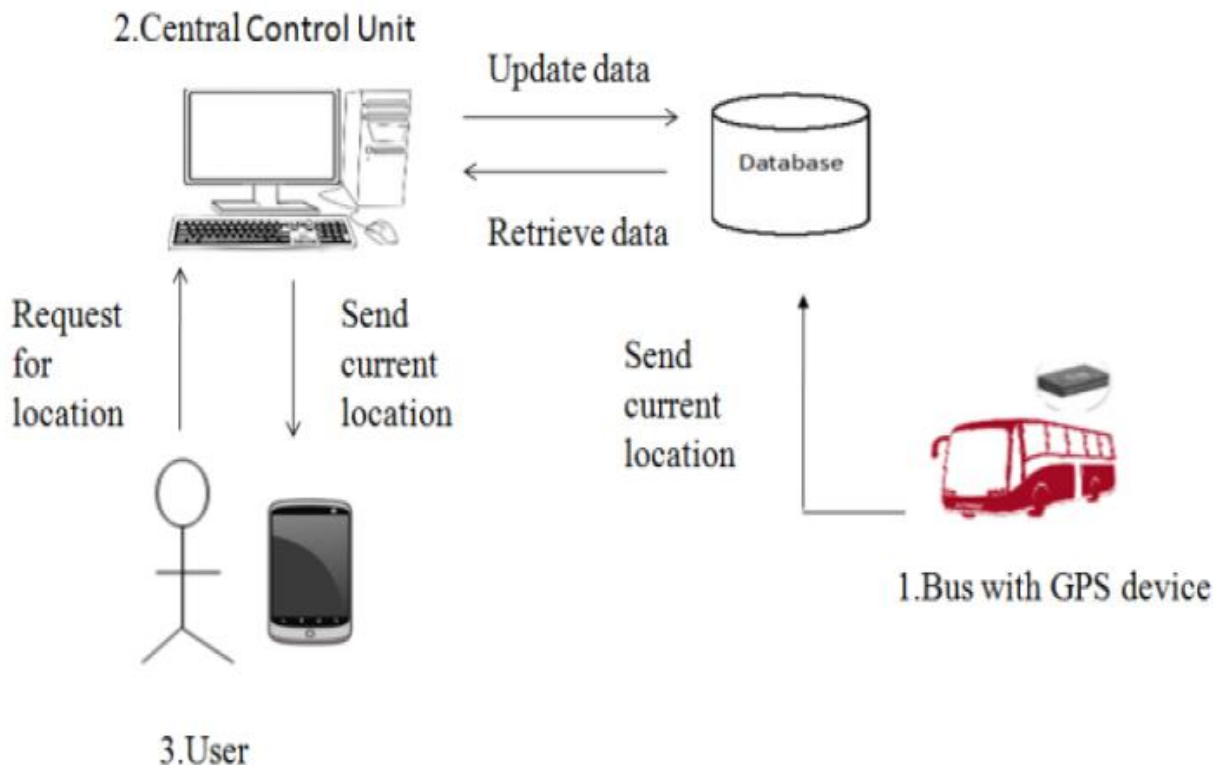 2.Central Control Unit
Update data
Database
Retrieve data
Request
for
location
Send
current
location
Send
current
location
1.Bus with GPS device
3.User